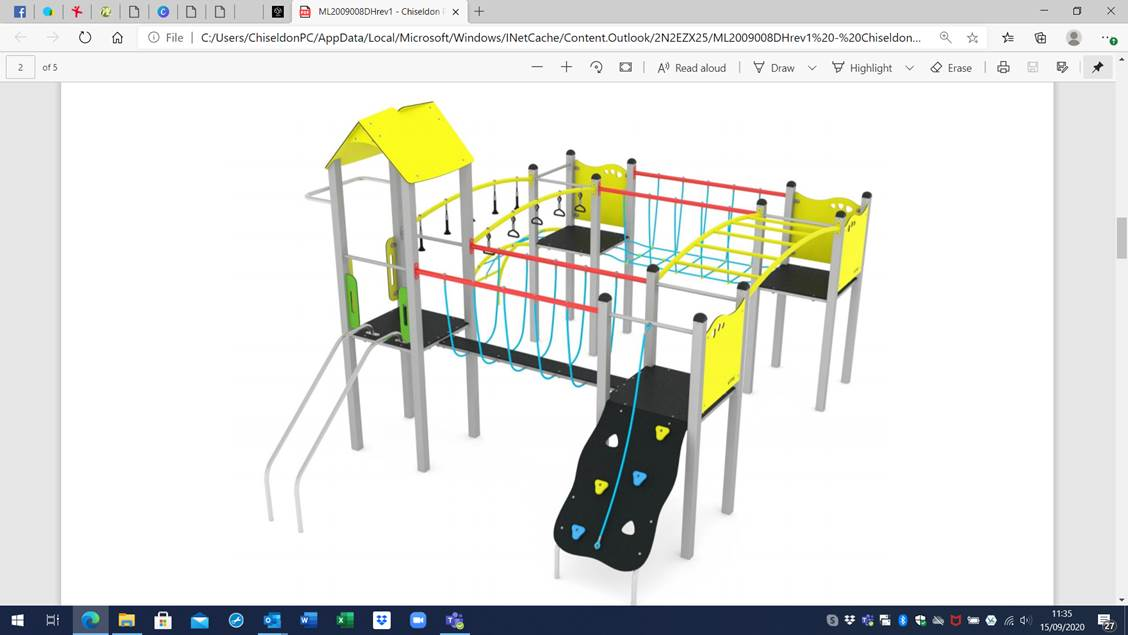 ML2009008DHrev1 - Chiseldon
File
C:/Users/ChiseldonPC/AppData/Local/Microsoft/Windows/INetCache/Content.Outlook/2N2EZX25/ML2009008DHrev1%20-%20Chiseldon...
2 of 5
Read aloud
Draw
Highlight
Erase
11:35
15/09/2020
27